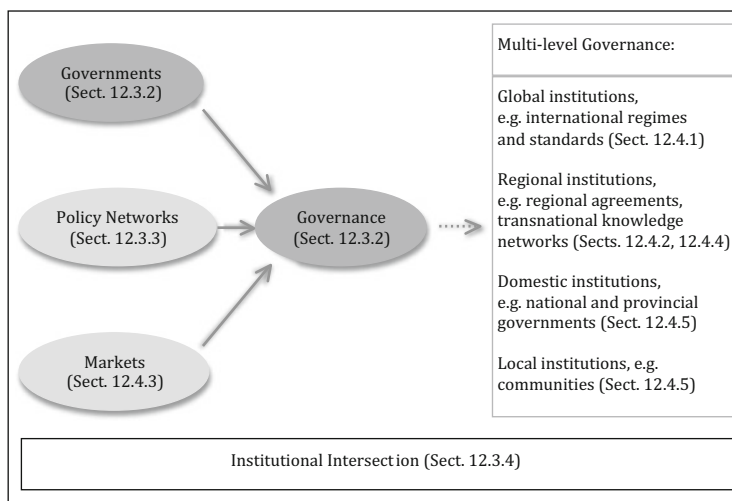 Governments
(Sect. 12.3.2)
Policy Networks
(Sect. 12.3.3)
Markets
(Sect. 12.4.3)
Governance
(Sect. 12.3.2)
Multi-level Governance:
Global institutions,
e.g. international regimes
and standards (Sect. 12.4.1)
Regional institutions,
e.g. regional agreements,
transnational knowledge
networks (Sects. 12.4.2, 12.4.4)
Domestic institutions,
e.g. national and provincial
governments (Sect. 12.4.5)
Local institutions, e.g.
communities (Sect. 12.4.5)
Institutional Intersection (Sect. 12.3.4)